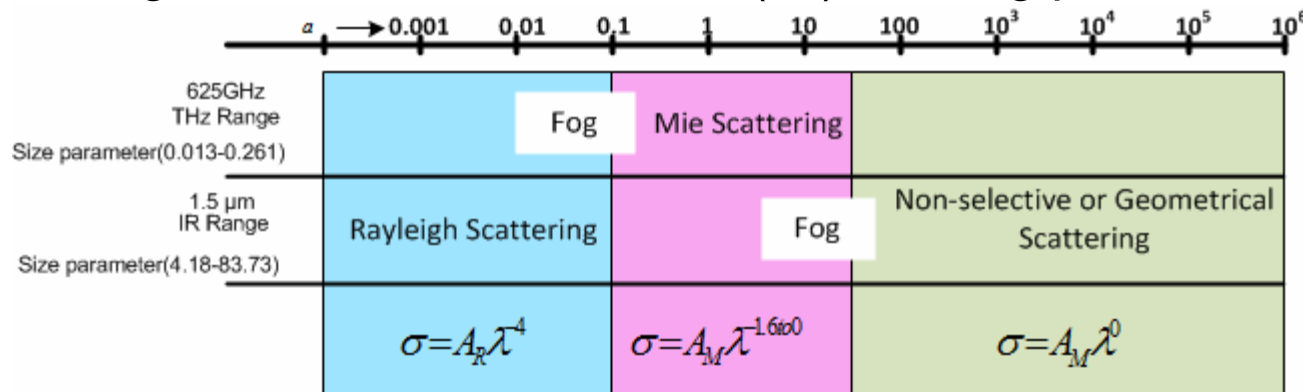 a → 0.001 0.01 0.1 1 10 100 10³ 10⁴ 10⁵ 10⁶
625GHz
THz Range
Size parameter(0.013-0.261)
Fog
Mie Scattering
1.5 µm
IR Range
Size parameter(4.18-83.73)
Rayleigh Scattering
Fog
Non-selective or Geometrical
Scattering
σ=A_Rλ⁻⁴
σ=A_Mλ^-1.6to0
σ=A_Mλ⁰